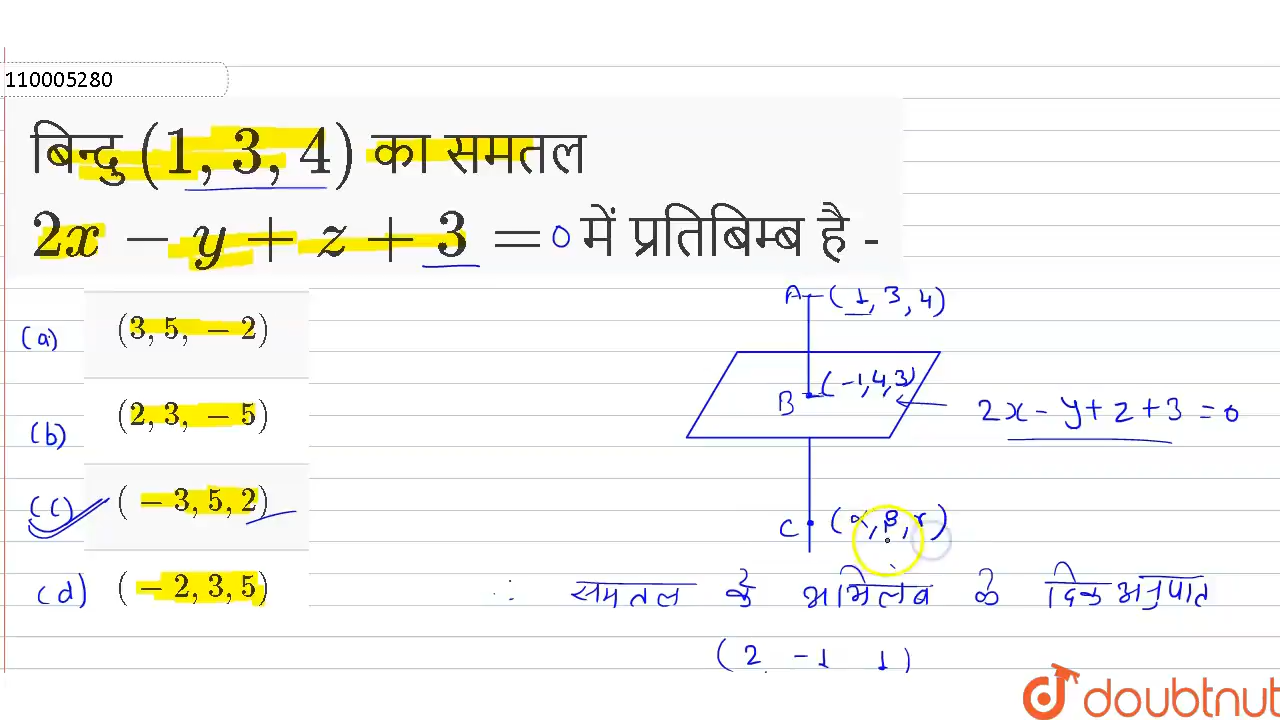 110005280
बिन्दु (1, 3, 4) का समतल
2x − y + z + 3 = 0 में प्रतिबिम्ब है -
(a) (3, 5, − 2)
(b) (2, 3, − 5)
(c) ( − 3, 5, 2)
(d) ( − 2, 3, 5)
A (1, 3, 4)
B (-1, 4, 3)
2x - y + z + 3 = 0
C (α, β, γ)
∴ समतल के अभिलंब के दिक अनुपात
(2 -1 1)
doubtnut